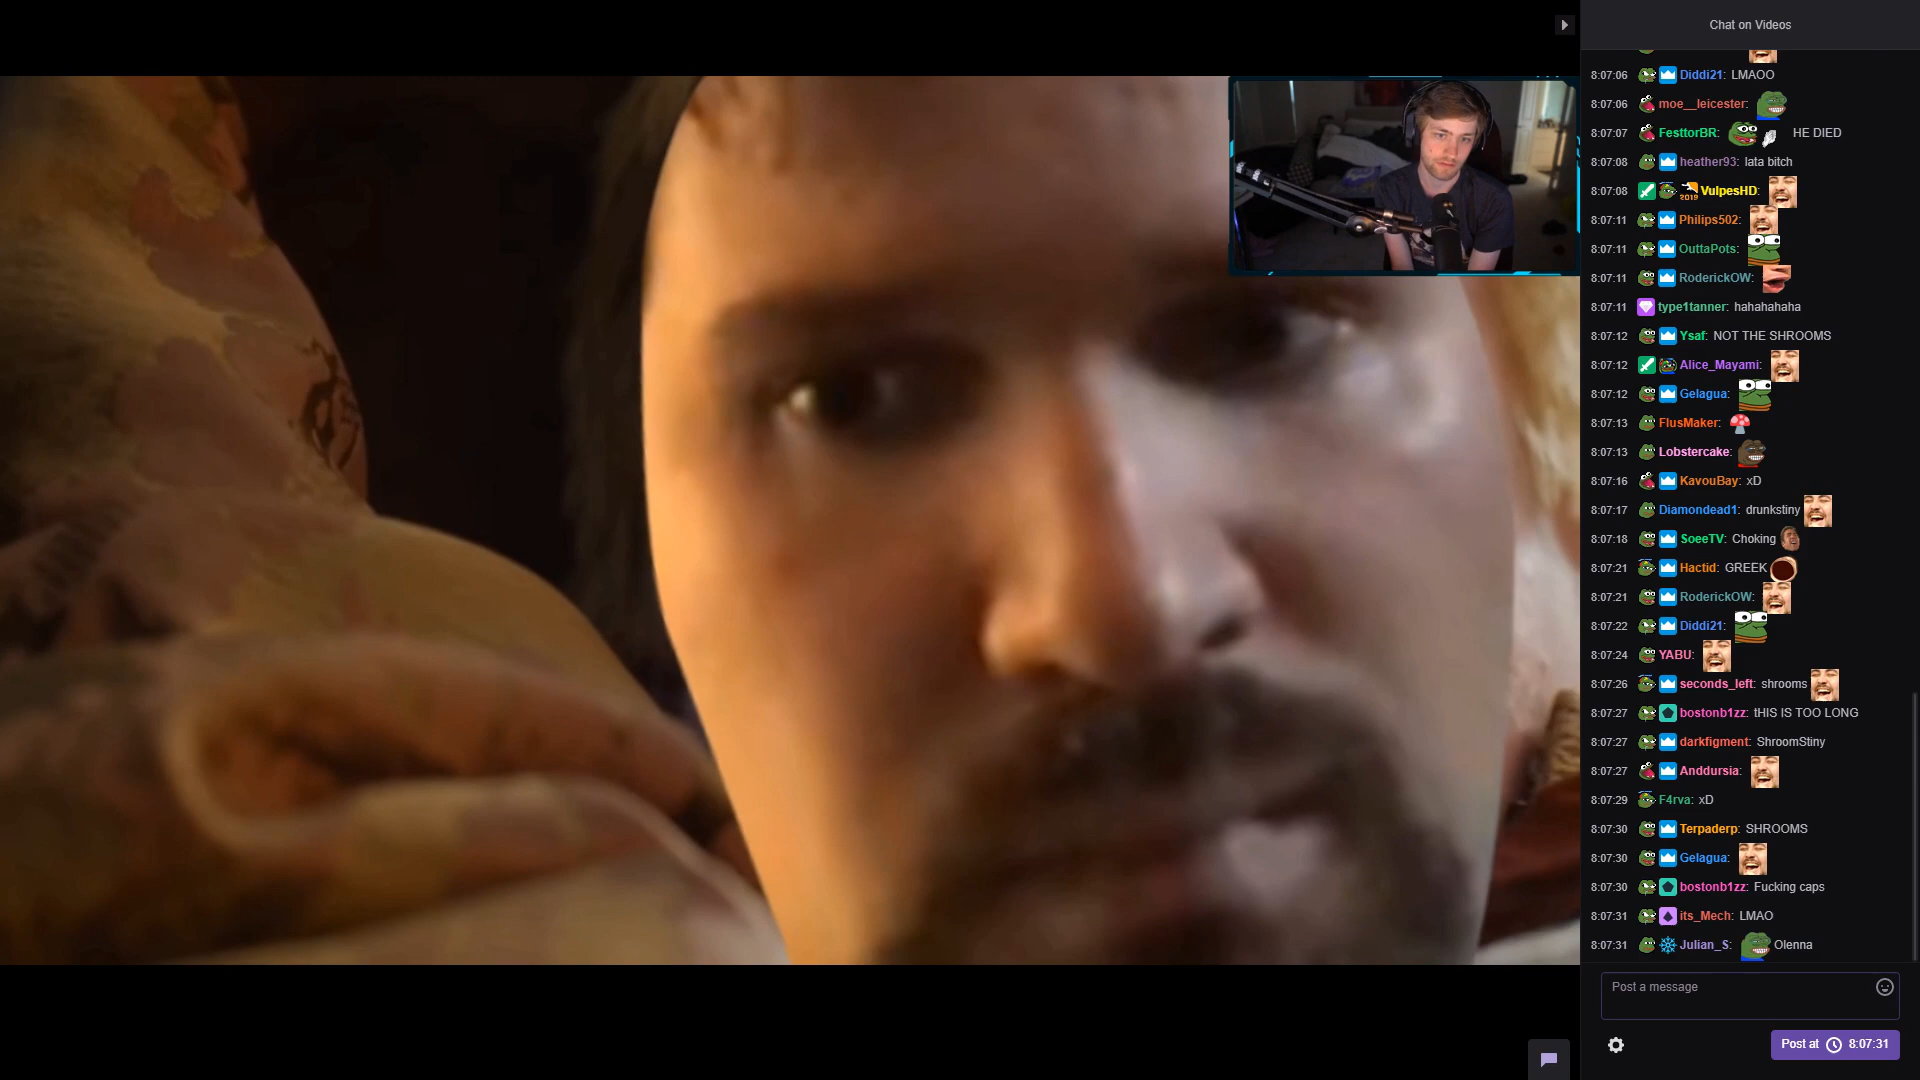 Chat on Videos
8:07:06 Diddi21: LMAOO
8:07:06 moe__leicester:
8:07:07 FesttorBR: HE DIED
8:07:08 heather93: lata bitch
8:07:08 2019 VulpesHD:
8:07:11 Philips502:
8:07:11 OuttaPots:
8:07:11 RoderickOW:
8:07:11 type1tanner: hahahahaha
8:07:12 Ysaf: NOT THE SHROOMS
8:07:12 Alice_Mayami:
8:07:12 Gelagua:
8:07:13 FlusMaker:
8:07:13 Lobstercake:
8:07:16 KavouBay: xD
8:07:17 Diamondead1: drunkstiny
8:07:18 SoeeTV: Choking
8:07:21 Hactid: GREEK
8:07:21 RoderickOW:
8:07:22 Diddi21:
8:07:24 YABU:
8:07:26 seconds_left: shrooms
8:07:27 bostonb1zz: tHIS IS TOO LONG
8:07:27 darkfigment: ShroomStiny
8:07:27 Anddursia:
8:07:29 F4rva: xD
8:07:30 Terpaderp: SHROOMS
8:07:30 Gelagua:
8:07:30 bostonb1zz: Fucking caps
8:07:31 its_Mech: LMAO
8:07:31 Julian_S: Olenna
Post a message
Post at 8:07:31